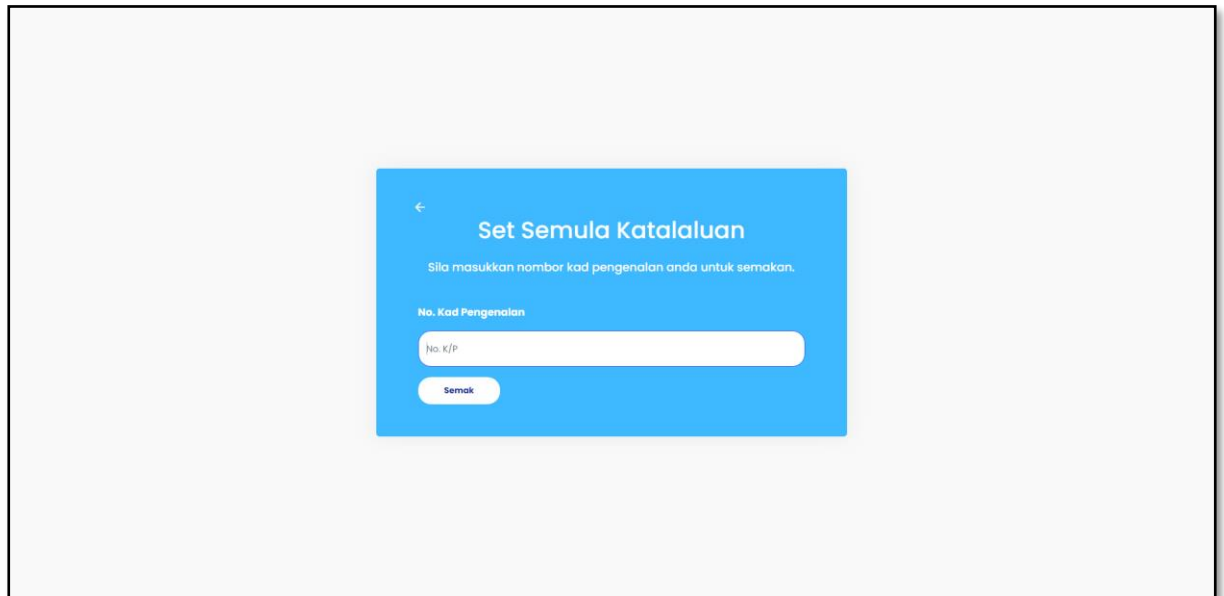 Set Semula Katalaluan
Sila masukkan nombor kad pengenalan anda untuk semakan.
No. Kad Pengenalan
No. K/P
Semak